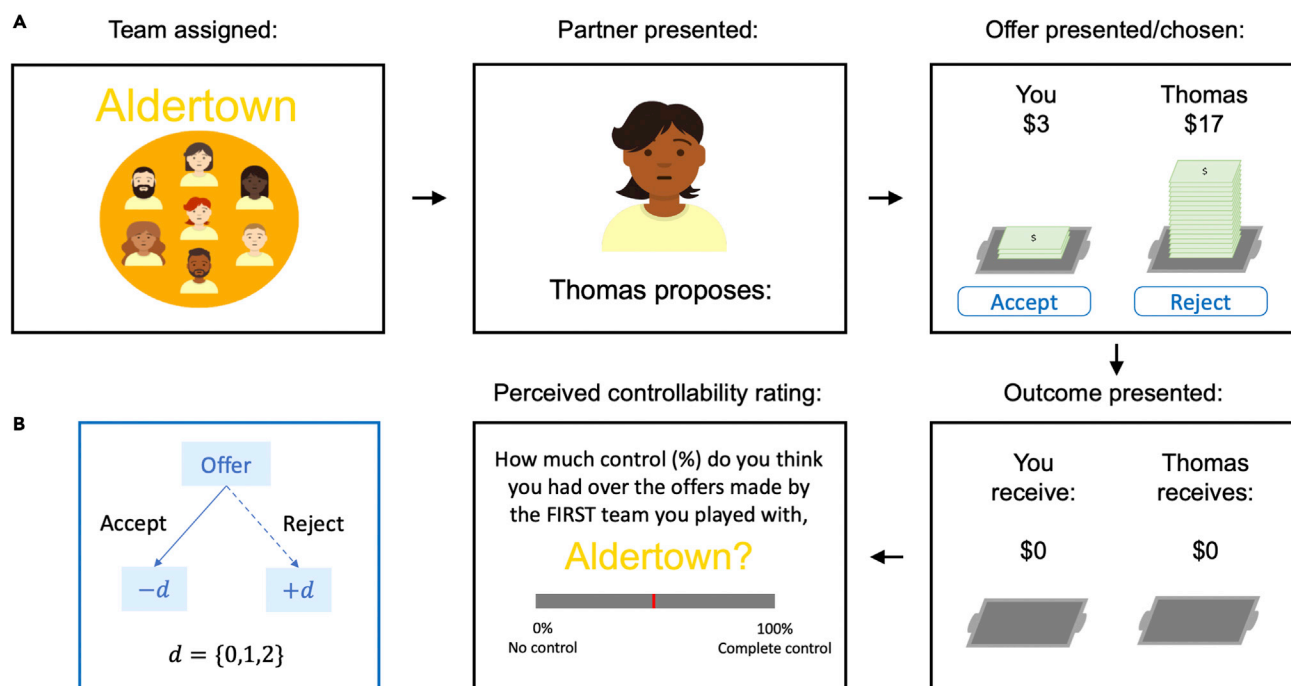 A
Team assigned:
Partner presented:
Offer presented/chosen:
Aldertown
Thomas proposes:
You
$3
Thomas
$17
$
$
Accept
Reject
B
Offer
Accept
Reject
−d
+d
d = {0,1,2}
Perceived controllability rating:
How much control (%) do you think
you had over the offers made by
the FIRST team you played with,
Aldertown?
0%
No control
100%
Complete control
Outcome presented:
You
receive:
$0
Thomas
receives:
$0